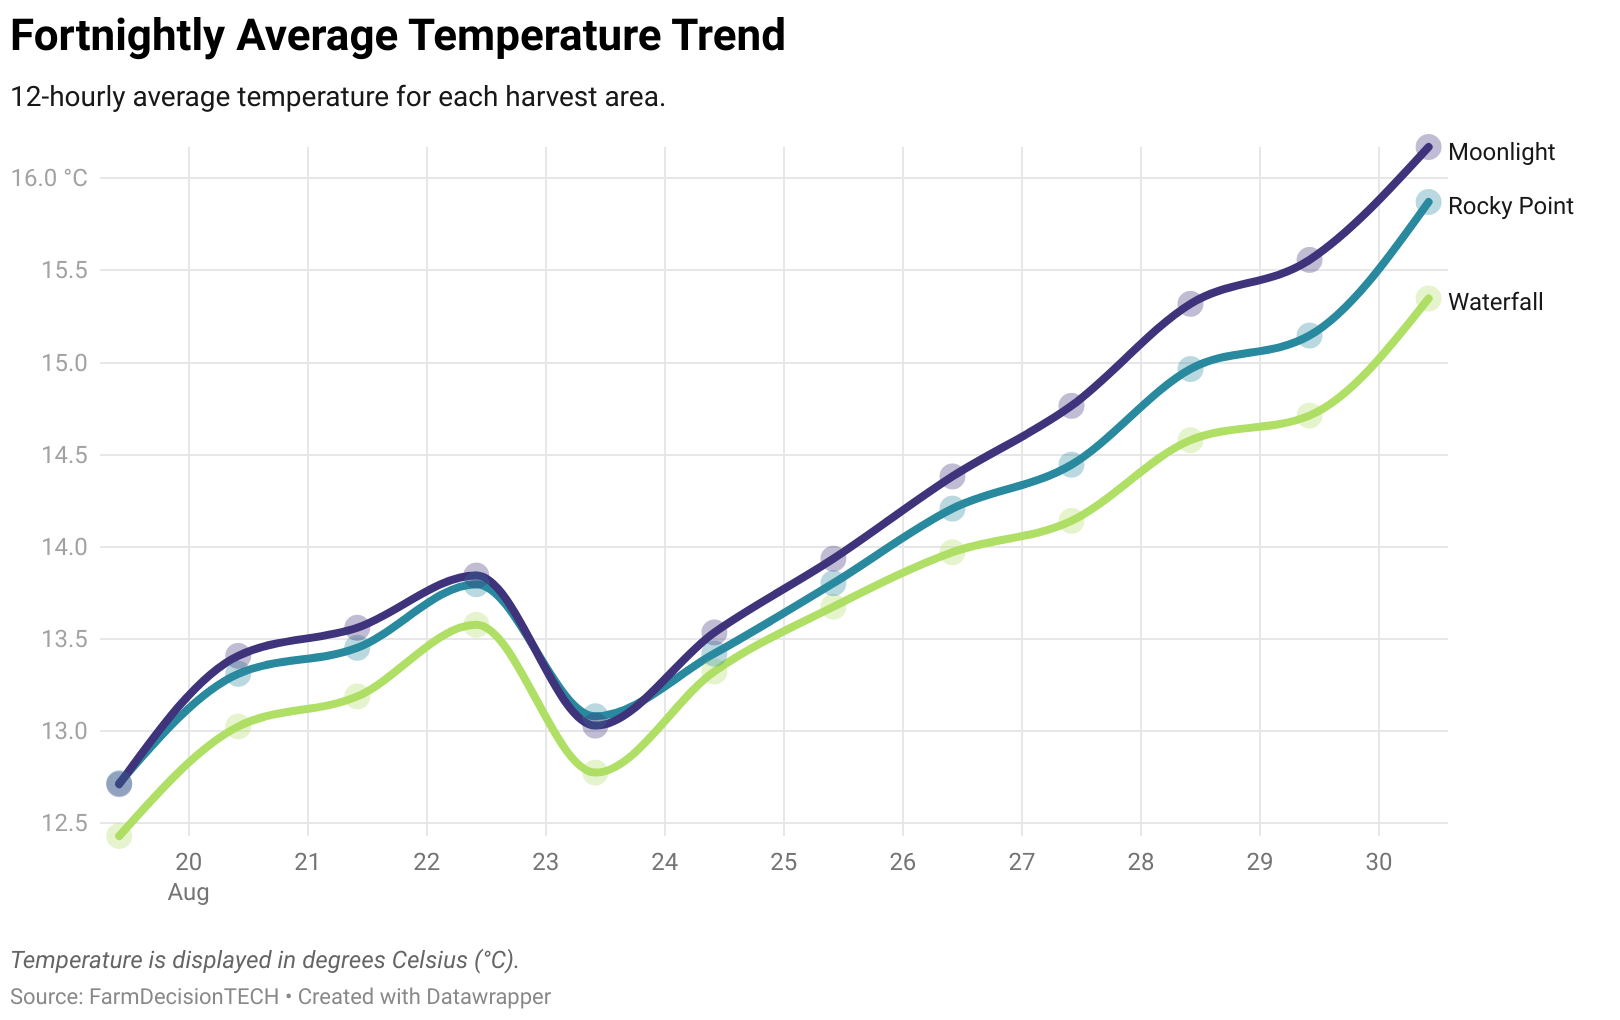 Fortnightly Average Temperature Trend
12-hourly average temperature for each harvest area.
Moonlight
16.0 °C
Rocky Point
15.5
Waterfall
15.0
14.5
14.0
13.5
13.0
12.5
20 21 22 23 24 25 26 27 28 29 30
Aug
Temperature is displayed in degrees Celsius (°C).
Source: FarmDecisionTECH • Created with Datawrapper